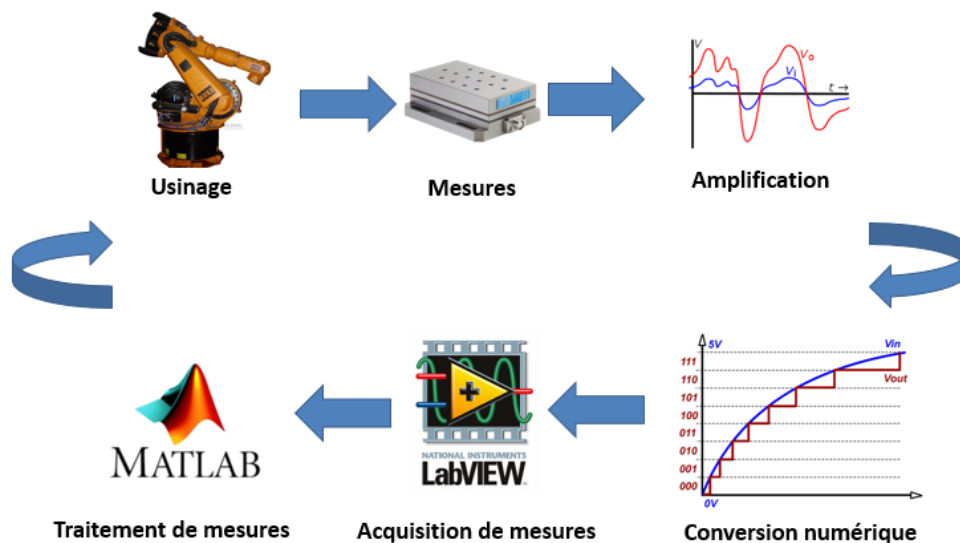 V
Vo
Vi
t →
Usinage
Mesures
Amplification
MATLAB
NATIONAL INSTRUMENTS
LabVIEW
5V
Vin
111
110
Vout
101
100
011
010
001
000
0V
Traitement de mesures
Acquisition de mesures
Conversion numérique